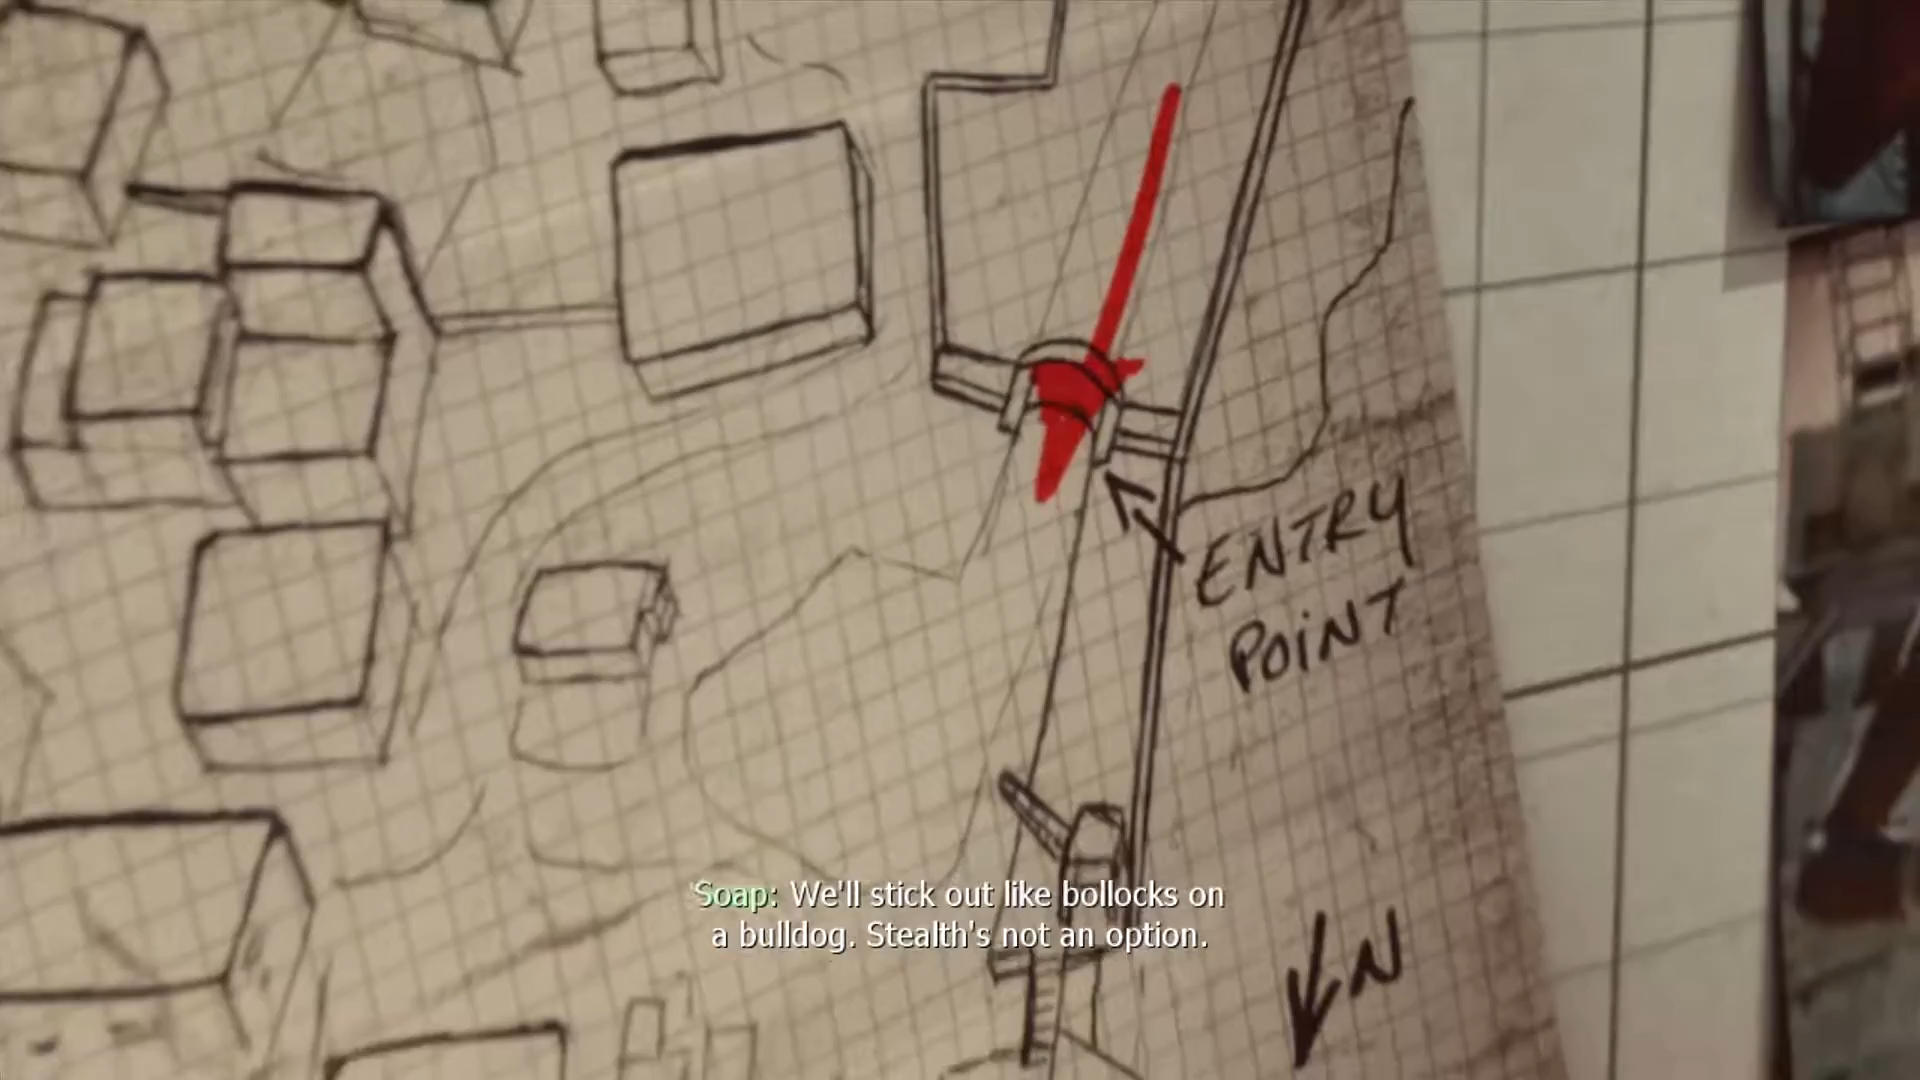 ENTRY
POiNT
Soap: We'll stick out like bollocks on
a bulldog. Stealth's not an option.
N